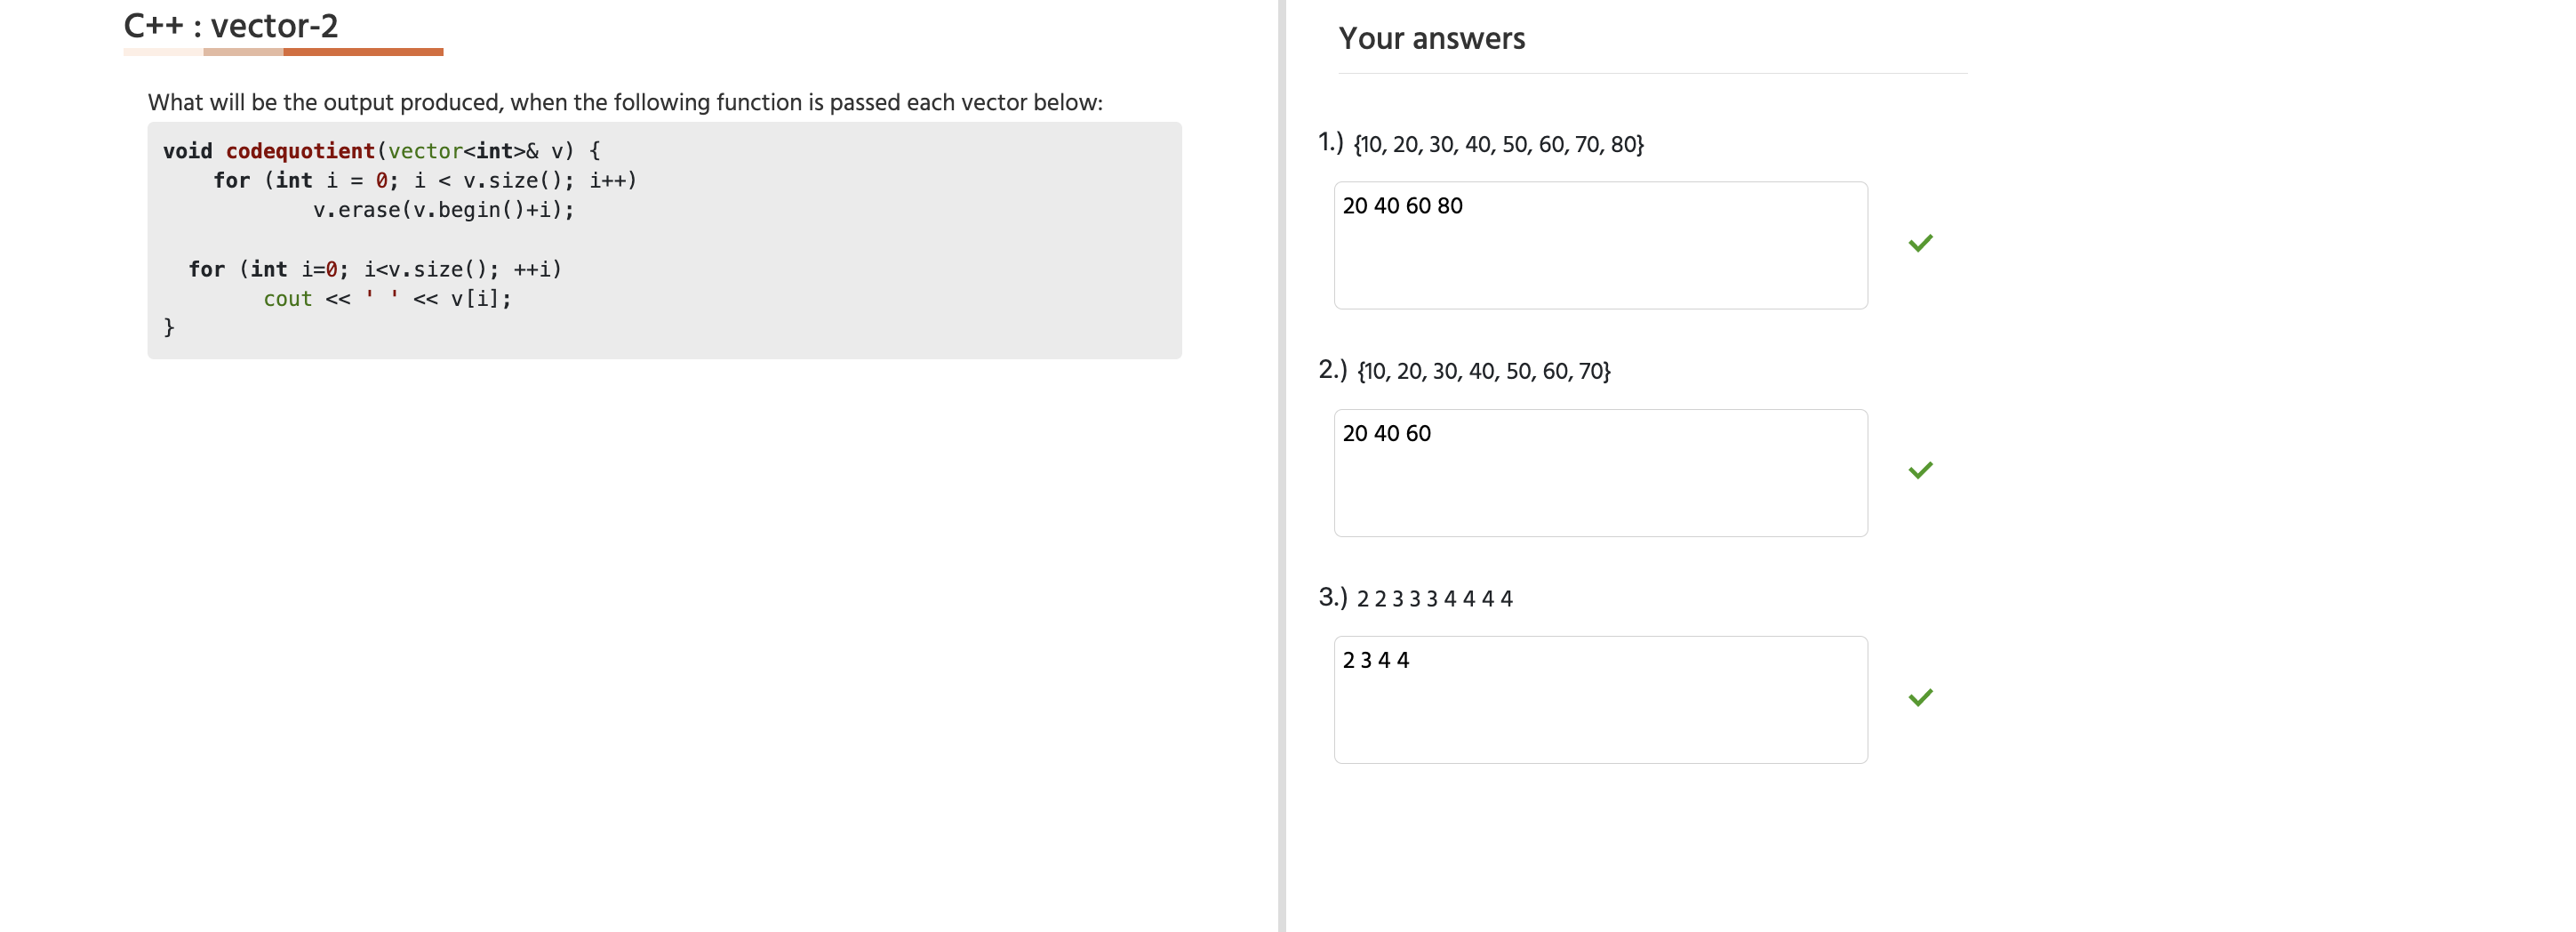 C++ : vector-2
What will be the output produced, when the following function is passed each vector below:
void codequotient(vector<int>& v) {
    for (int i = 0; i < v.size(); i++)
            v.erase(v.begin()+i);

  for (int i=0; i<v.size(); ++i)
        cout << ' ' << v[i];
}
Your answers
1.) {10, 20, 30, 40, 50, 60, 70, 80}
20 40 60 80
2.) {10, 20, 30, 40, 50, 60, 70}
20 40 60
3.) 2 2 3 3 3 4 4 4 4
2 3 4 4